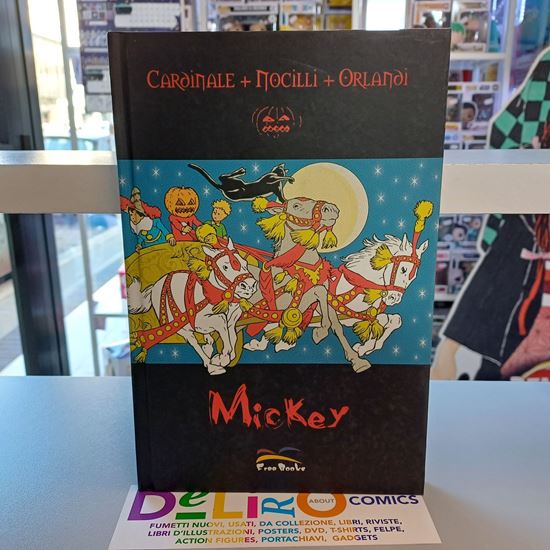 CARDINALE + NOCILLI + ORLANDI
Mickey
Free Books
DELIRO
ABOUT COMICS
FUMETTI NUOVI, USATI, DA COLLEZIONE, LIBRI, RIVISTE,
LIBRI D'ILLUSTRAZIONI, POSTERS, DVD, T-SHIRTS, FELPE,
ACTION FIGURES, PORTACHIAVI, GADGETS